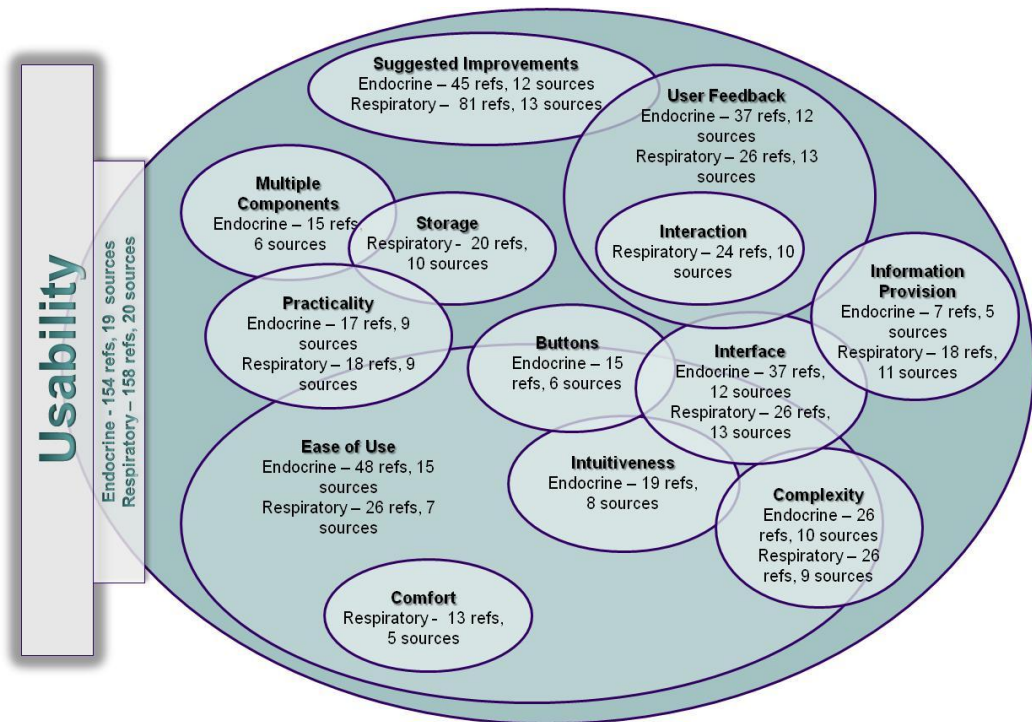 Usability
Endocrine - 154 refs, 19 sources
Respiratory – 158 refs, 20 sources
Suggested Improvements
Endocrine – 45 refs, 12 sources
Respiratory – 81 refs, 13 sources
User Feedback
Endocrine – 37 refs, 12
sources
Respiratory – 26 refs, 13
sources
Multiple
Components
Endocrine – 15 refs,
6 sources
Storage
Respiratory - 20 refs,
10 sources
Interaction
Respiratory – 24 refs, 10
sources
Information
Provision
Endocrine – 7 refs, 5
sources
Respiratory – 18 refs,
11 sources
Practicality
Endocrine – 17 refs, 9
sources
Respiratory – 18 refs, 9
sources
Buttons
Endocrine – 15
refs, 6 sources
Interface
Endocrine – 37 refs,
12 sources
Respiratory – 26 refs,
13 sources
Ease of Use
Endocrine – 48 refs, 15
sources
Respiratory – 26 refs, 7
sources
Intuitiveness
Endocrine – 19 refs,
8 sources
Complexity
Endocrine – 26
refs, 10 sources
Respiratory – 26
refs, 9 sources
Comfort
Respiratory - 13 refs,
5 sources